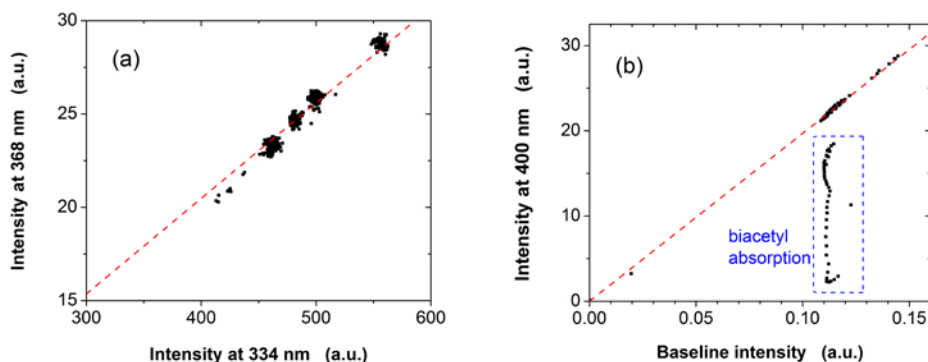 (a)
Intensity at 368 nm (a.u.)
30
25
20
15
300
400
500
600
Intensity at 334 nm (a.u.)
(b)
Intensity at 400 nm (a.u.)
30
20
10
0
biacetyl
absorption
0.00
0.05
0.10
0.15
Baseline intensity (a.u.)